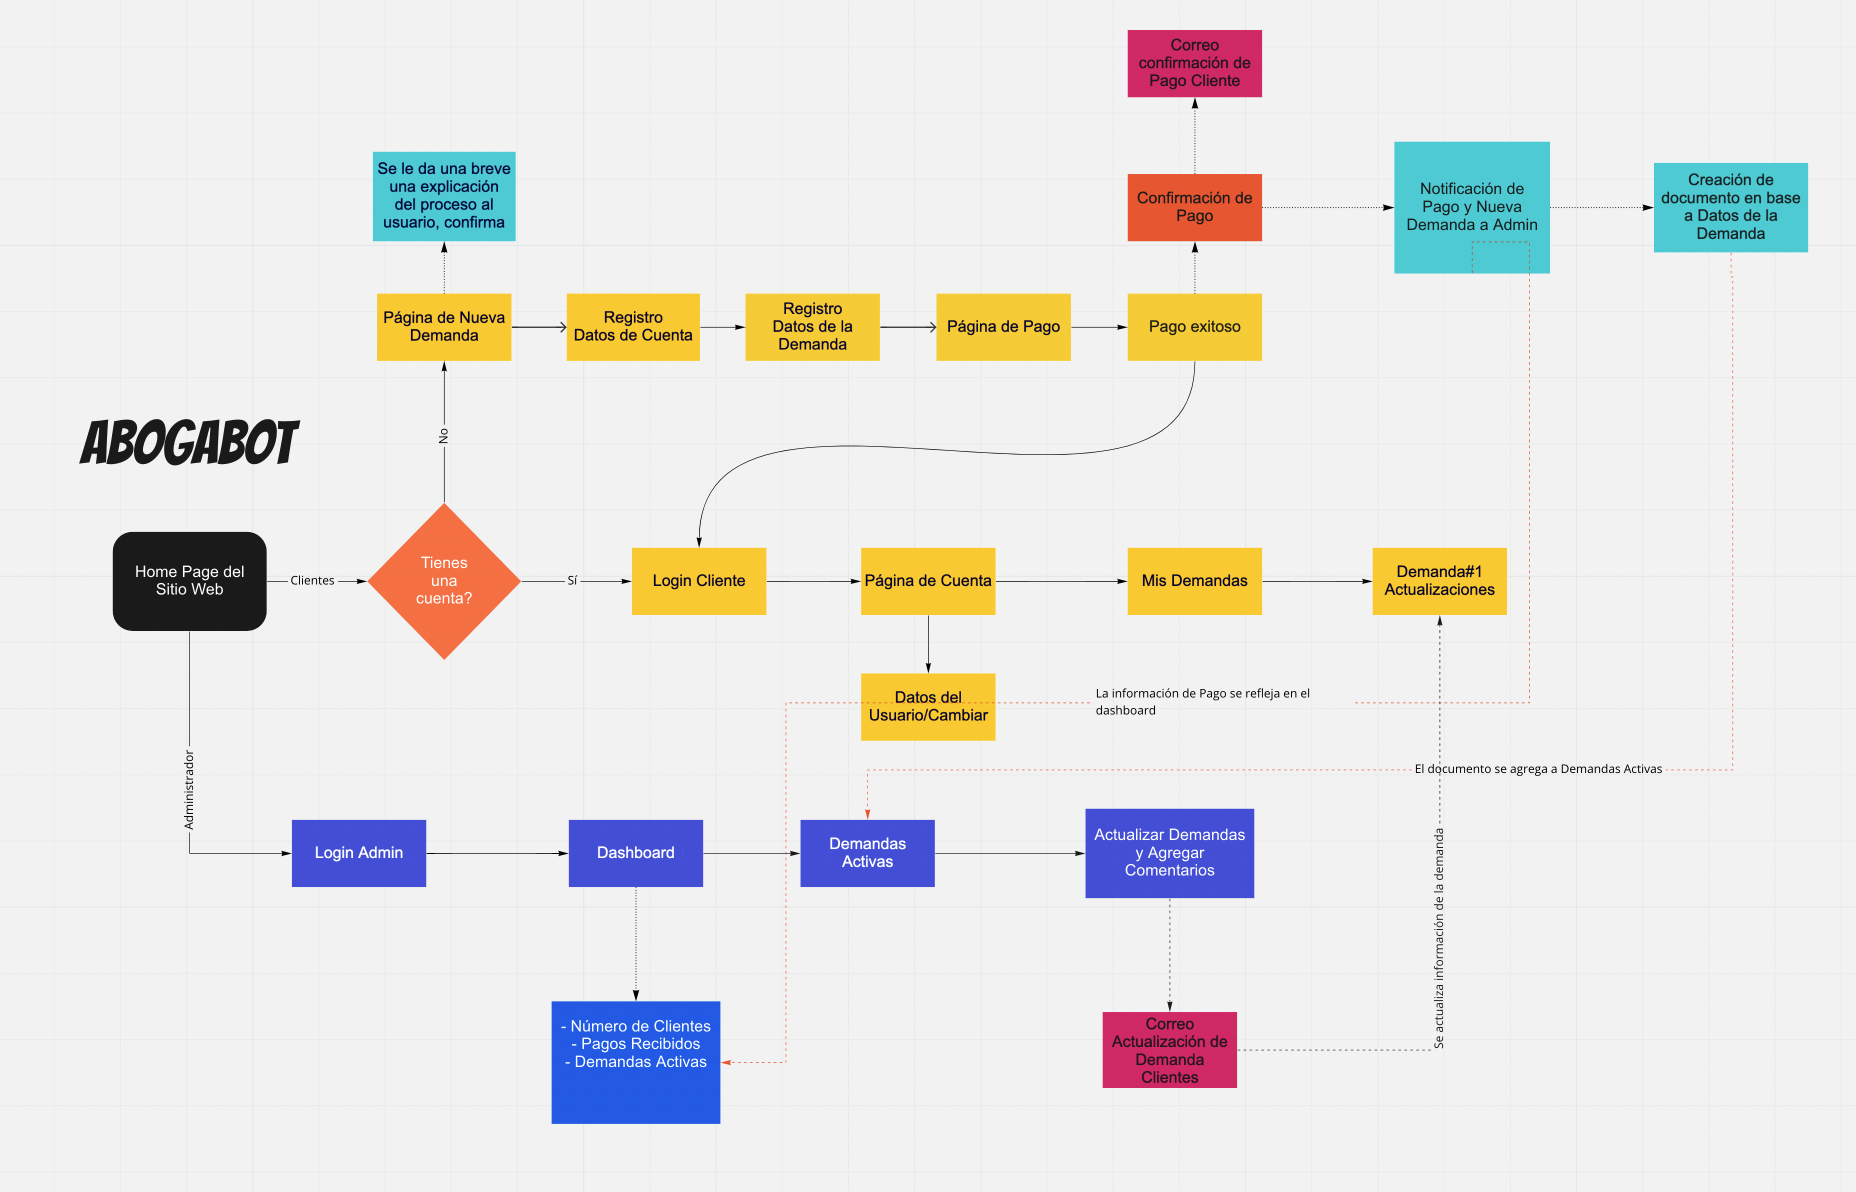 Correo
confirmación de
Pago Cliente
Se le da una breve
una explicación
del proceso al
usuario, confirma
Confirmación de
Pago
Notificación de
Pago y Nueva
Demanda a Admin
Creación de
documento en base
a Datos de la
Demanda
Página de Nueva
Demanda
Registro
Datos de Cuenta
Registro
Datos de la
Demanda
Página de Pago
Pago exitoso
No
ABOGABOT
Home Page del
Sitio Web
Clientes
Tienes
una
cuenta?
Sí
Login Cliente
Página de Cuenta
Mis Demandas
Demanda#1
Actualizaciones
Datos del
Usuario/Cambiar
La información de Pago se refleja en el
dashboard
El documento se agrega a Demandas Activas
Administrador
Login Admin
Dashboard
Demandas
Activas
Actualizar Demandas
y Agregar
Comentarios
Se actualiza información de la demanda
- Número de Clientes
- Pagos Recibidos
- Demandas Activas
Correo
Actualización de
Demanda
Clientes